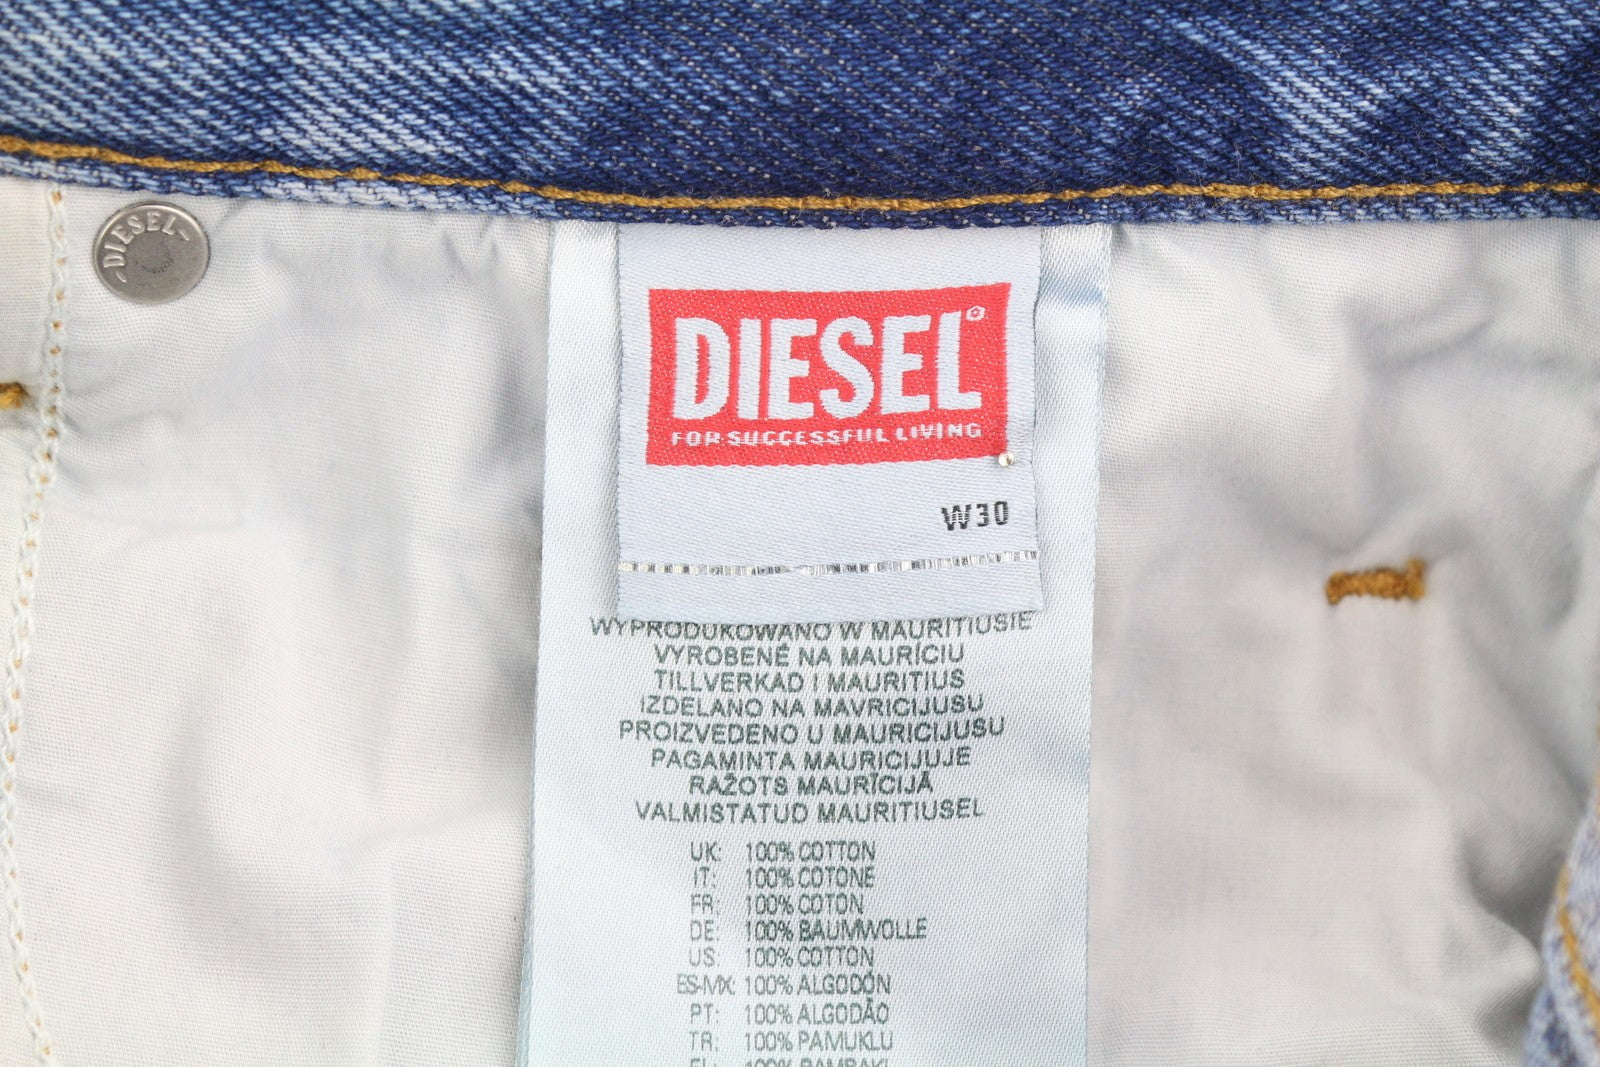 DIESEL
DIESEL
FOR SUCCESSFUL LIVING
W30
WYPRODUKOWANO W MAURITIUSIE
VYROBENÉ NA MAURÍCIU
TILLVERKAD I MAURITIUS
IZDELANO NA MAVRICIJUSU
PROIZVEDENO U MAURICIJUSU
PAGAMINTA MAURICIJUJE
RAŽOTS MAURĪCIJĀ
VALMISTATUD MAURITIUSEL
UK: 100% COTTON
IT: 100% COTONE
FR: 100% COTON
DE: 100% BAUMWOLLE
US: 100% COTTON
ES-MX: 100% ALGODÓN
PT: 100% ALGODÃO
TR: 100% PAMUKLU